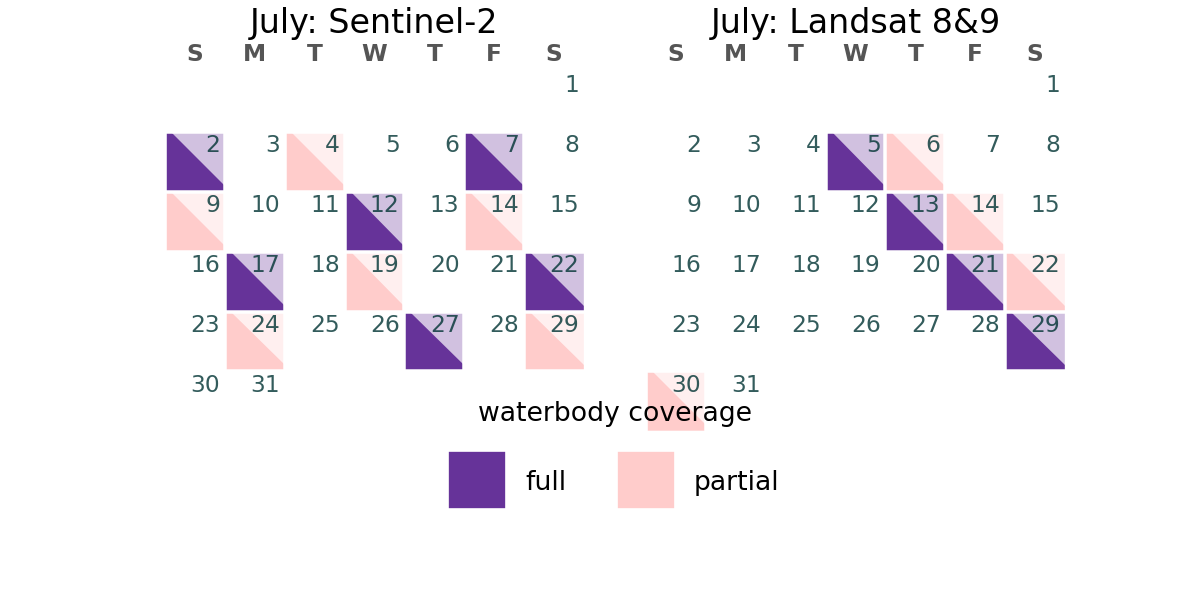 July: Sentinel-2
S M T W T F S
1
2 3 4 5 6 7 8
9 10 11 12 13 14 15
16 17 18 19 20 21 22
23 24 25 26 27 28 29
30 31
July: Landsat 8&9
S M T W T F S
1
2 3 4 5 6 7 8
9 10 11 12 13 14 15
16 17 18 19 20 21 22
23 24 25 26 27 28 29
30 31
waterbody coverage
full
partial